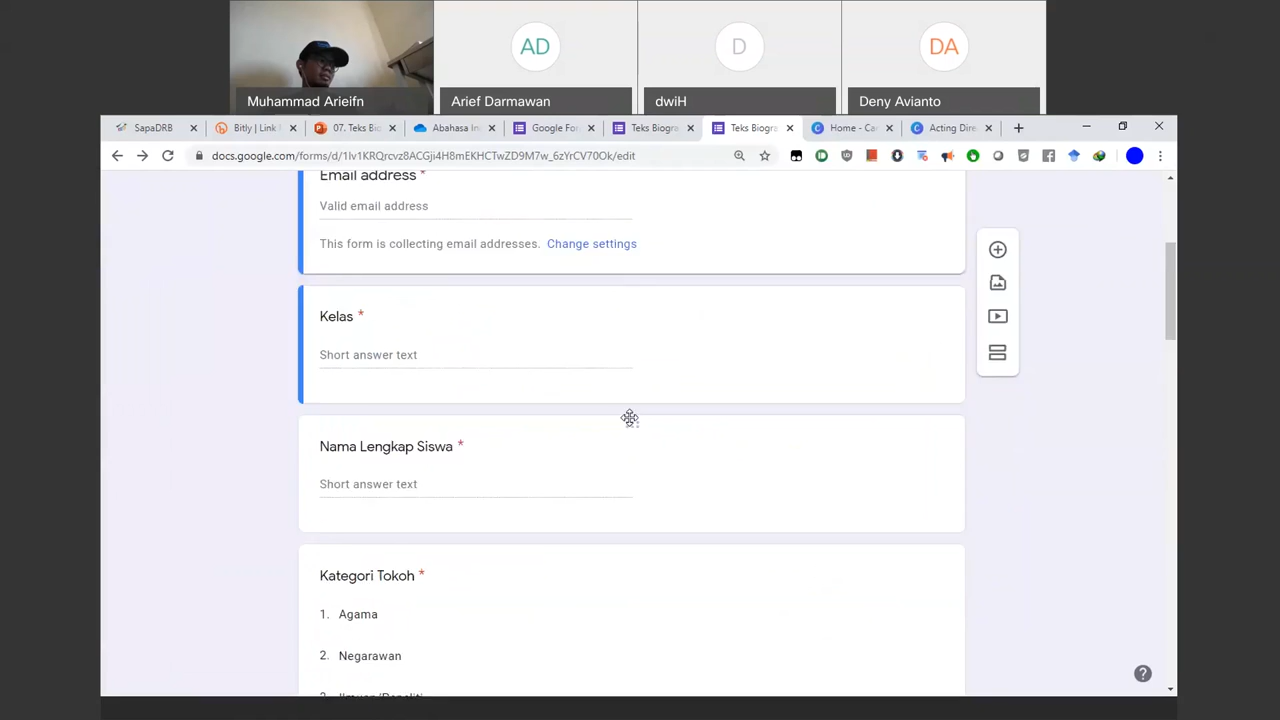 AD
D
DA
Muhammad Arieifn
Arief Darmawan
dwiH
Deny Avianto
SapaDRB
Bitly | Link
07. Teks Bio
Abahasa In
Google For
Teks Biogra
Teks Biogra
Home - Ca
Acting Dire
docs.google.com/forms/d/1lv1KRQrcvz8ACGji4H8mEKHCTwZD9M7w_6zYrCV70Ok/edit
Email address *
Valid email address
This form is collecting email addresses. Change settings
Kelas *
Short answer text
Nama Lengkap Siswa *
Short answer text
Kategori Tokoh *
1. Agama
2. Negarawan